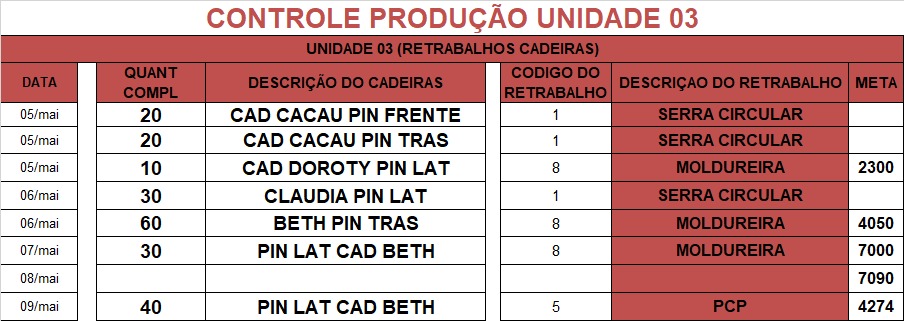 CONTROLE PRODUÇÃO UNIDADE 03
UNIDADE 03 (RETRABALHOS CADEIRAS)
DATA QUANT COMPL DESCRIÇÃO DO CADEIRAS CODIGO DO RETRABALHO DESCRIÇAO DO RETRABALHO META
05/mai 20 CAD CACAU PIN FRENTE 1 SERRA CIRCULAR
05/mai 20 CAD CACAU PIN TRAS 1 SERRA CIRCULAR
05/mai 10 CAD DOROTY PIN LAT 8 MOLDUREIRA 2300
06/mai 30 CLAUDIA PIN LAT 1 SERRA CIRCULAR
06/mai 60 BETH PIN TRAS 8 MOLDUREIRA 4050
07/mai 30 PIN LAT CAD BETH 8 MOLDUREIRA 7000
08/mai 7090
09/mai 40 PIN LAT CAD BETH 5 PCP 4274